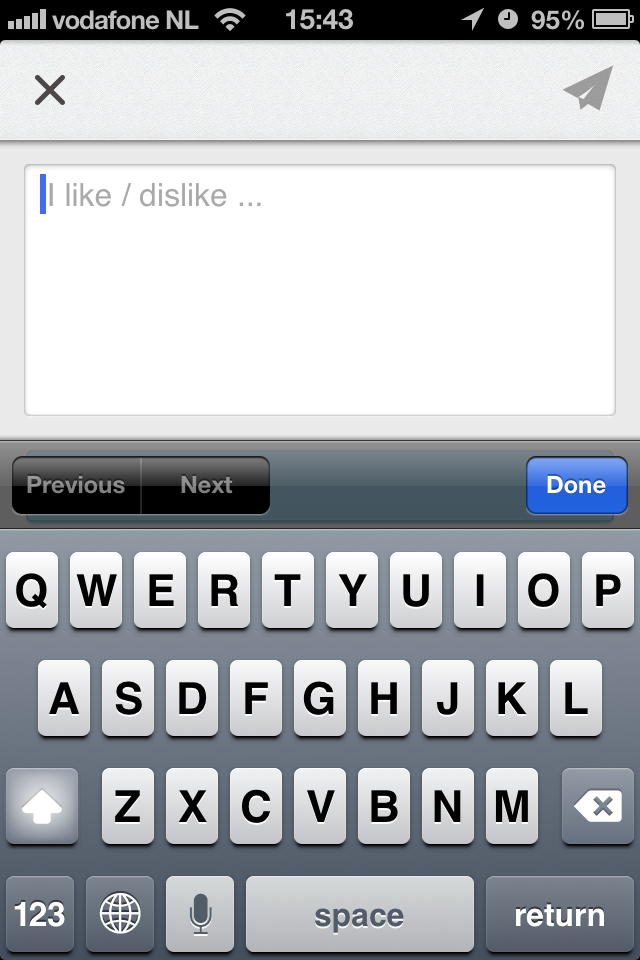 vodafone NL 15:43 95%
I like / dislike ...
Previous Next Done
Q W E R T Y U I O P
A S D F G H J K L
Z X C V B N M
123 space return